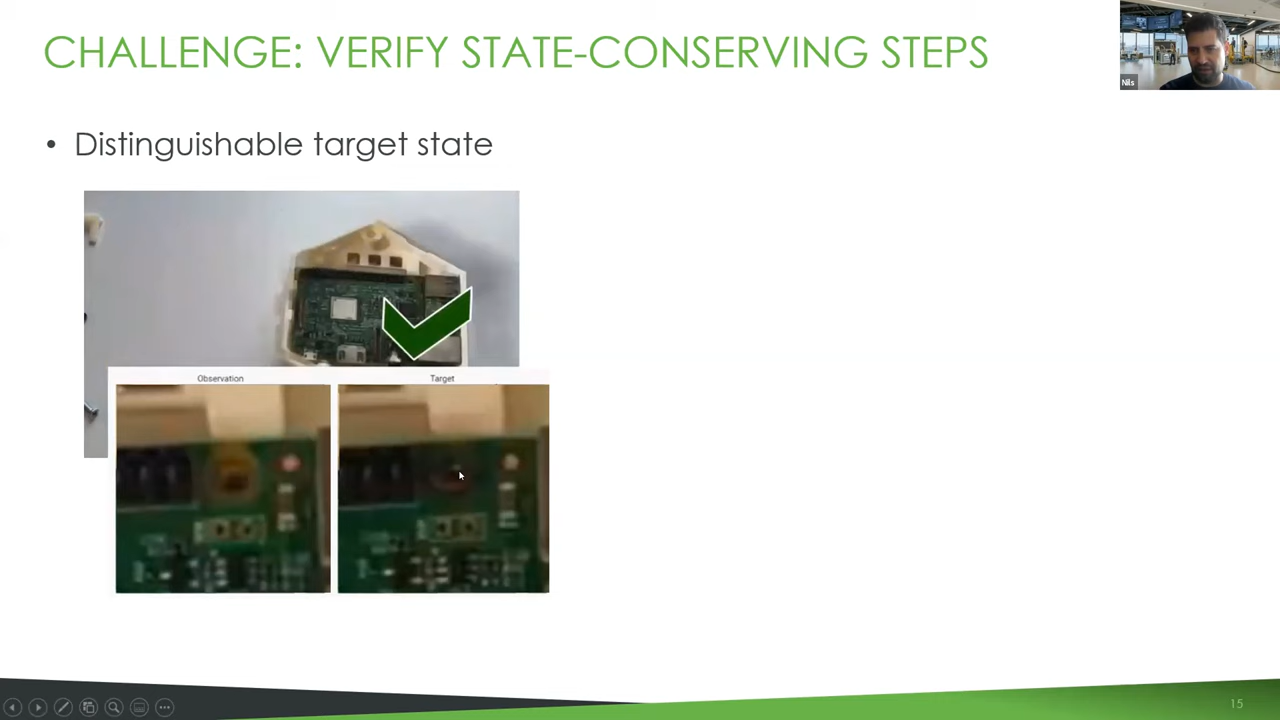 CHALLENGE: VERIFY STATE-CONSERVING STEPS
Nils
• Distinguishable target state
Observation
Target
15